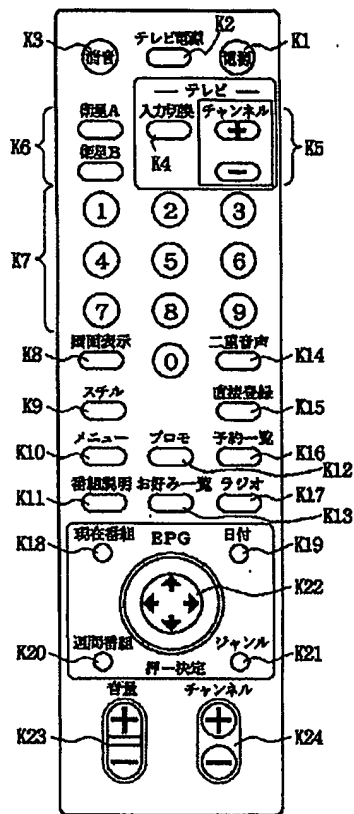 テレビ電源 K2
K3 消音 電源 K1
テレビ
衛星A 入力切換 チャンネル
K6 K4 + K5
衛星B −
K7 1 2 3
4 5 6
7 8 9
K8 画面表示 0 二重音声 K14
K9 スチル 直接登録 K15
K10 メニュー プロモ 予約一覧 K16
K12
K11 番組説明 お好み一覧 ラジオ K17
K13
K18 現在番組 EPG 日付 K19
K22
K20 週間番組 ジャンル K21
押−決定
音量 チャンネル
+ +
K23 K24
− −